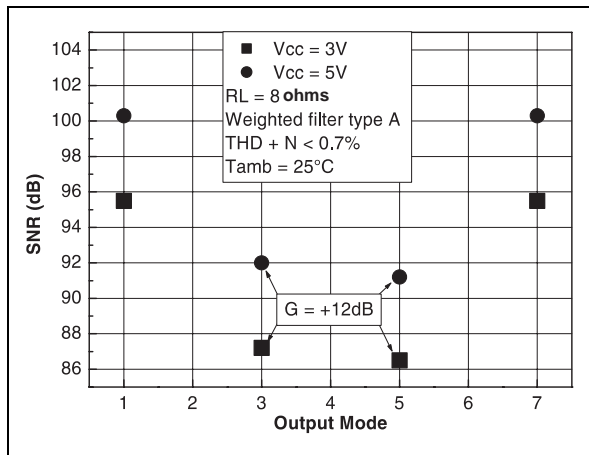 104
102
100
98
96
94
92
90
88
86
SNR (dB)
Vcc = 3V
Vcc = 5V
RL = 8 ohms
Weighted filter type A
THD + N < 0.7%
Tamb = 25°C
G = +12dB
1 2 3 4 5 6 7
Output Mode